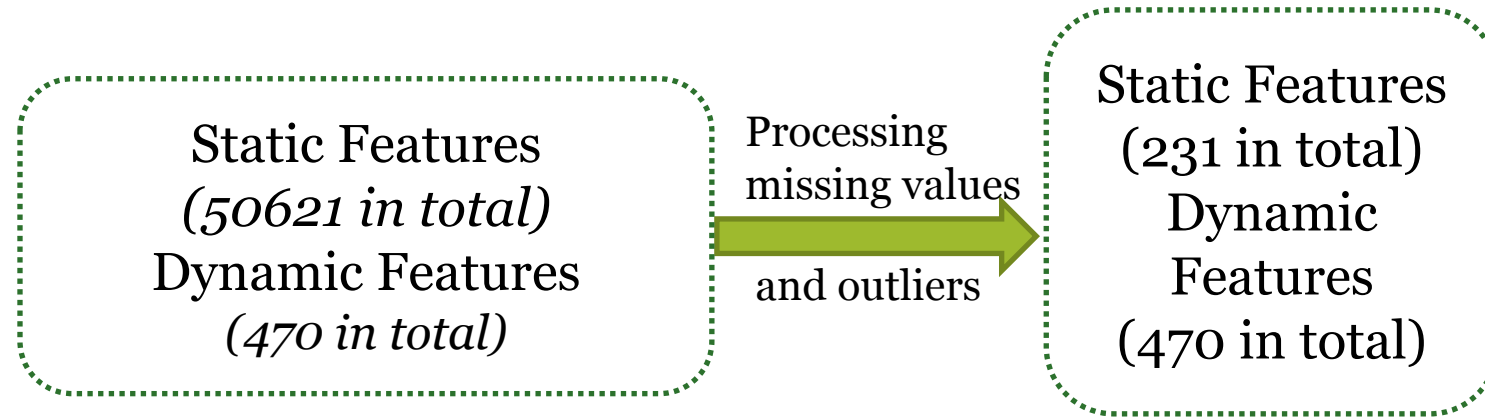 Static Features
(50621 in total)
Dynamic Features
(470 in total)
Processing
missing values
and outliers
Static Features
(231 in total)
Dynamic
Features
(470 in total)